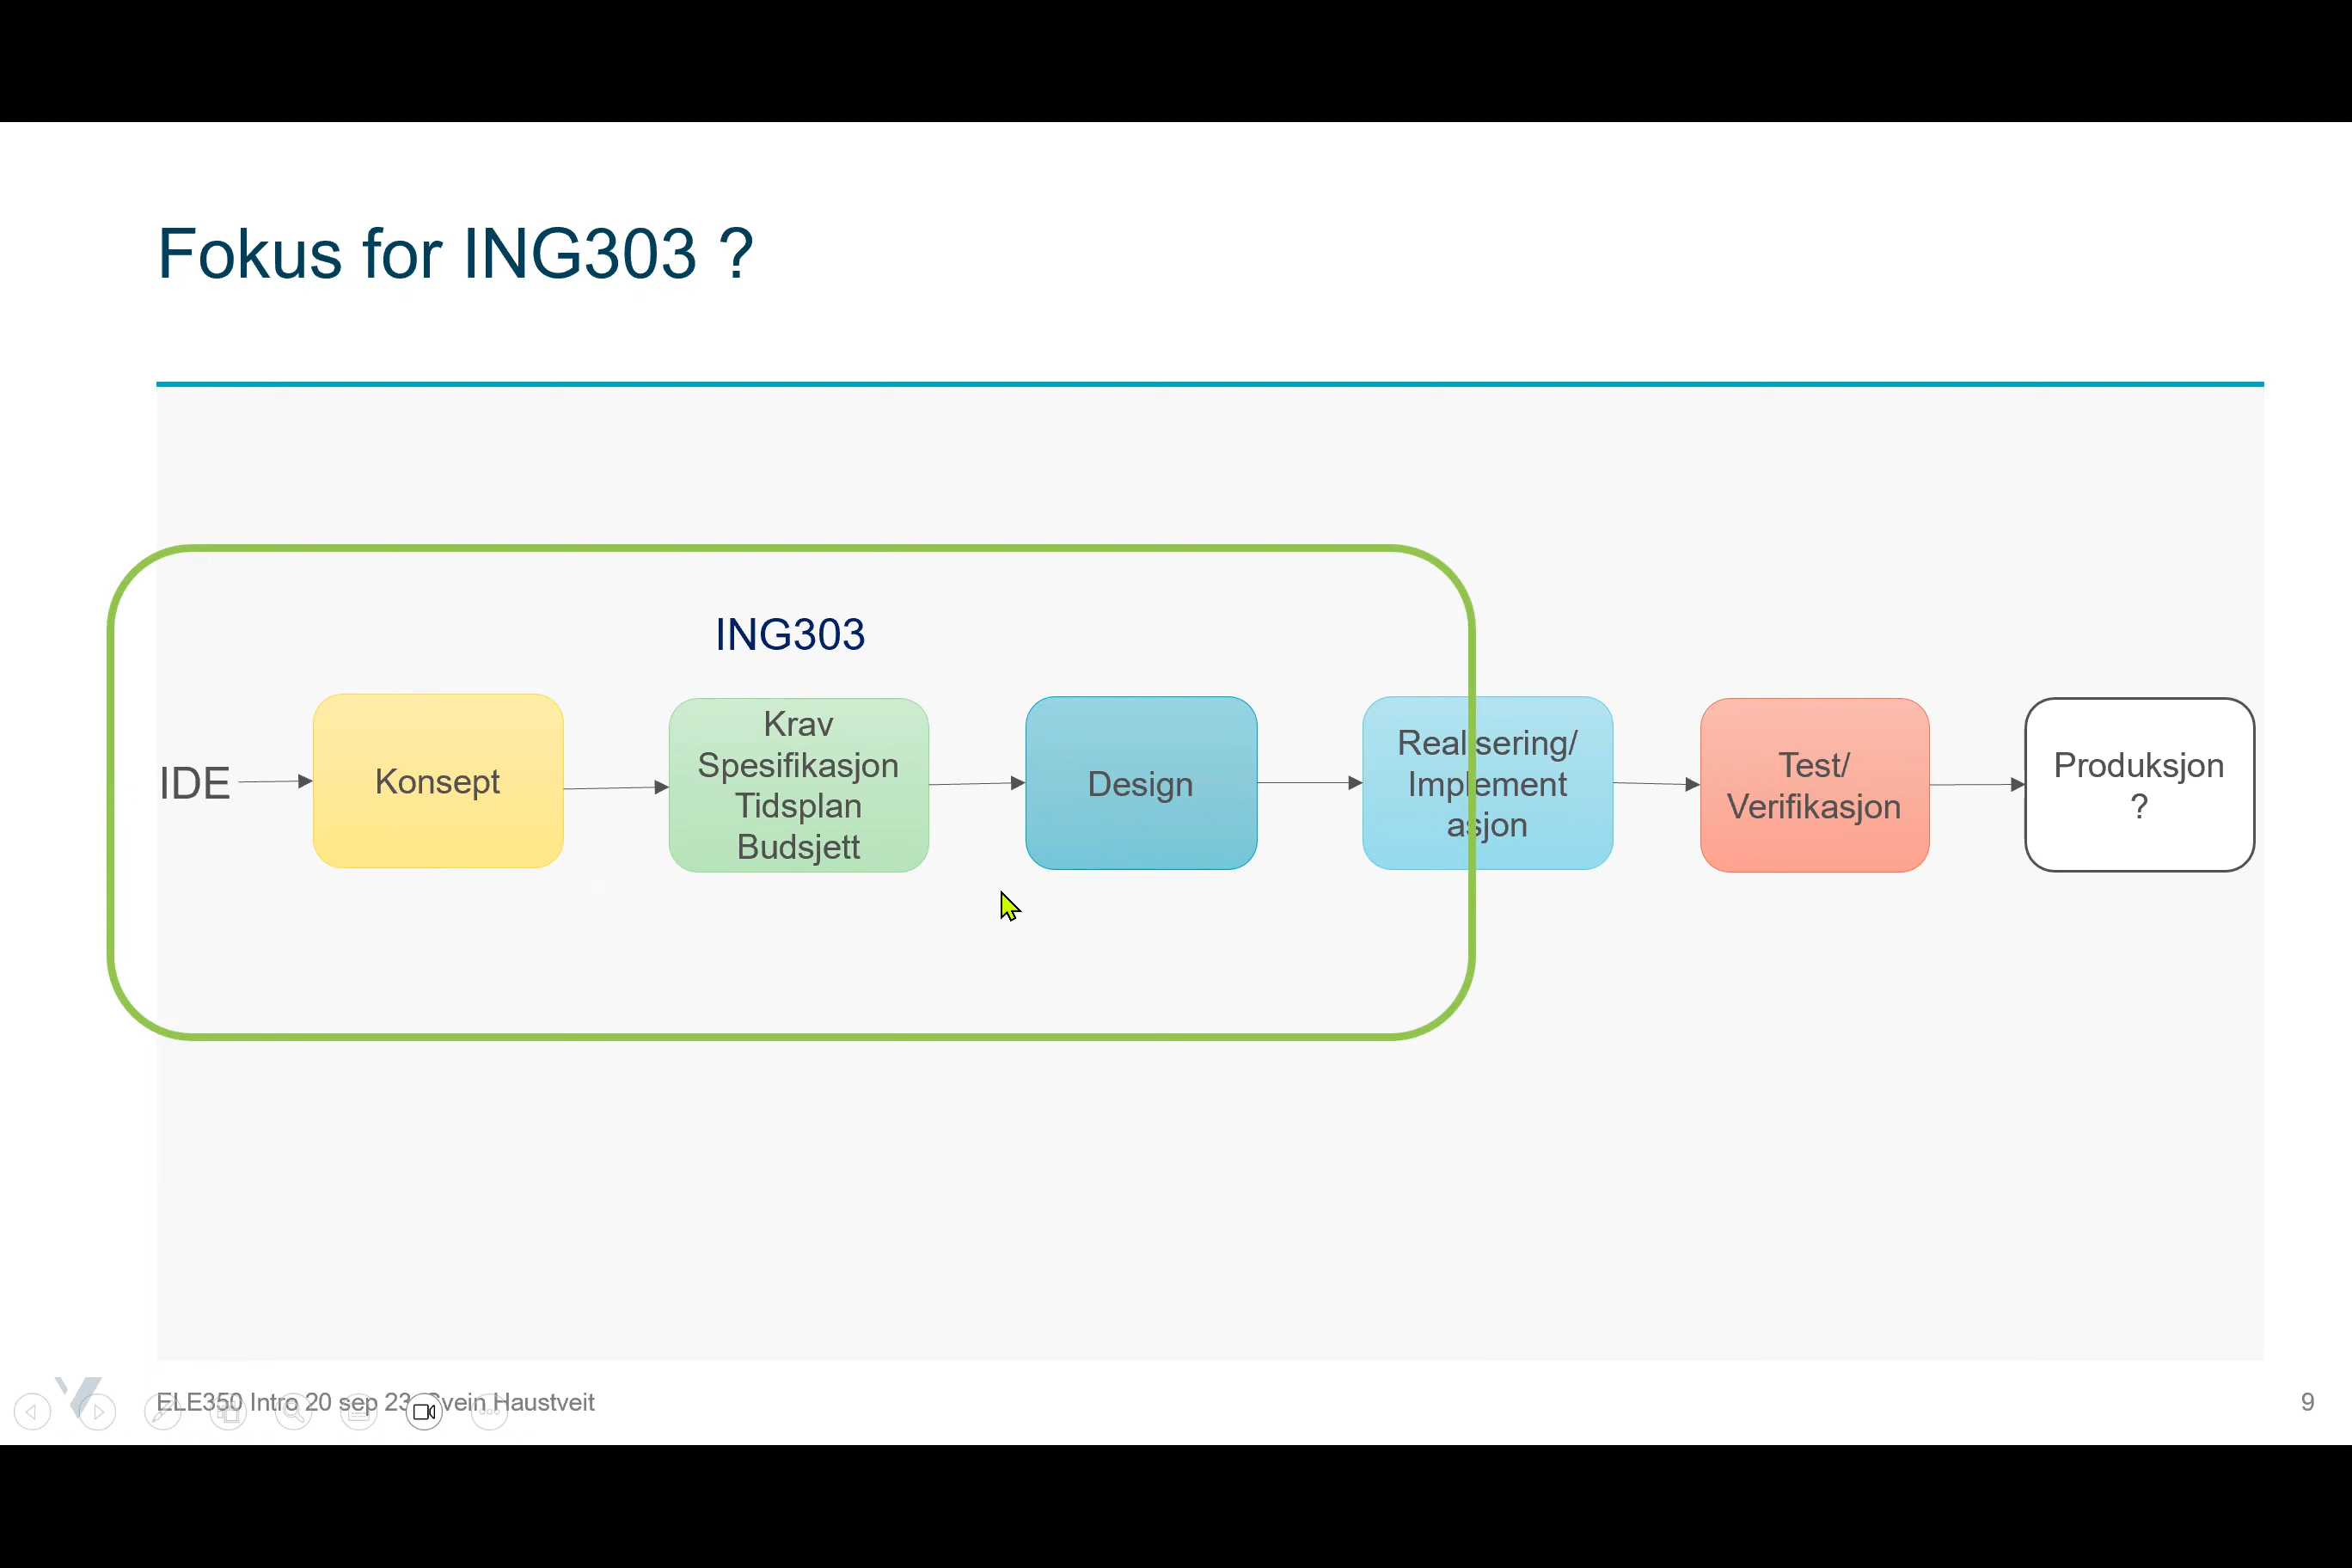 Fokus for ING303 ?
ING303
IDE
Konsept
Krav
Spesifikasjon
Tidsplan
Budsjett
Design
Realisering/
Implement
asjon
Test/
Verifikasjon
Produksjon
?
ELE350 Intro 20 sep 23 Svein Haustveit
9